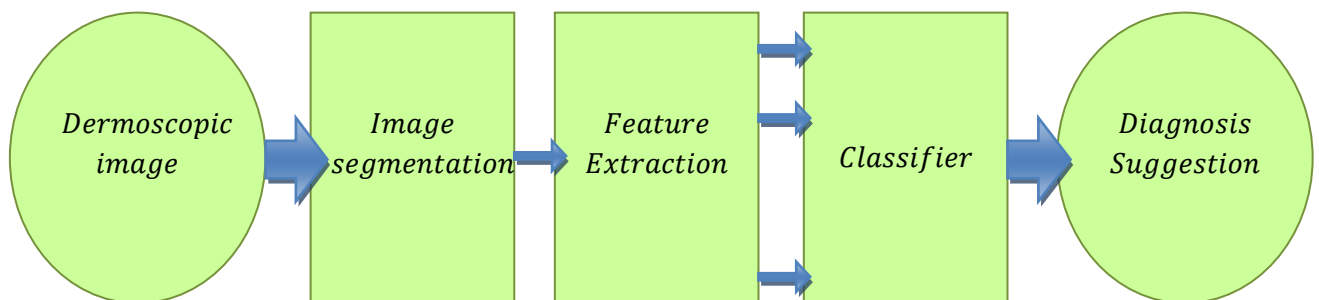 Dermoscopic
image
Image
segmentation
Feature
Extraction
Classifier
Diagnosis
Suggestion